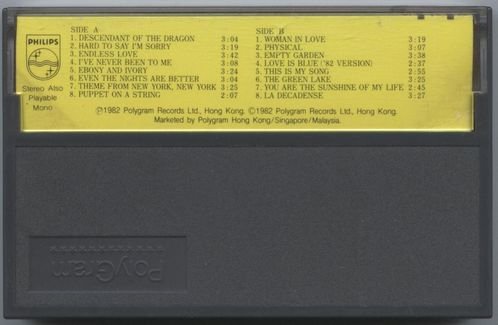 PHILIPS
Stereo Also
Playable
Mono
SIDE A
1. DESCENDANT OF THE DRAGON 3:04
2. HARD TO SAY I'M SORRY 3:19
3. ENDLESS LOVE 3:42
4. I'VE NEVER BEEN TO ME 3:08
5. EBONY AND IVORY 3:24
6. EVEN THE NIGHTS ARE BETTER 3:04
7. THEME FROM NEW YORK, NEW YORK 3:25
8. PUPPET ON A STRING 2:07
SIDE B
1. WOMAN IN LOVE 3:19
2. PHYSICAL 3:07
3. EMPTY GARDEN 3:38
4. LOVE IS BLUE ('82 VERSION) 2:37
5. THIS IS MY SONG 2:55
6. THE GREEN LAKE 3:25
7. YOU ARE THE SUNSHINE OF MY LIFE 2:45
8. LA DECADENSE 3:27
Ⓟ1982 Polygram Records Ltd., Hong Kong. ©1982 Polygram Records Ltd., Hong Kong.
Marketed by Polygram Hong Kong/Singapore/Malaysia.
PolyGram